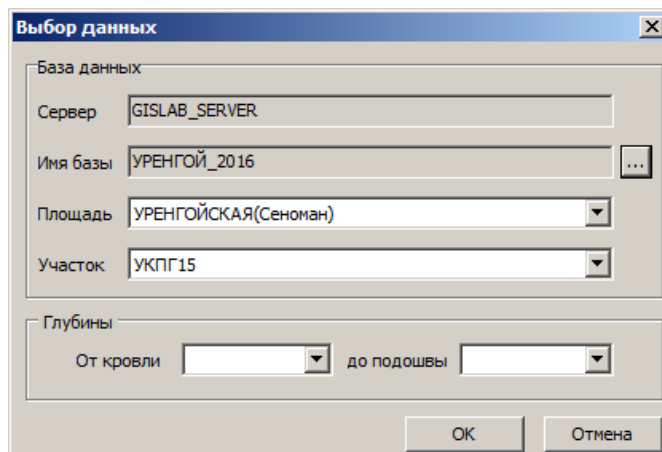 Выбор данных
База данных
Сервер GISLAB_SERVER
Имя базы УРЕНГОЙ_2016 ...
Площадь УРЕНГОЙСКАЯ(Сеноман)
Участок УКПГ15
Глубины
От кровли до подошвы
OK Отмена